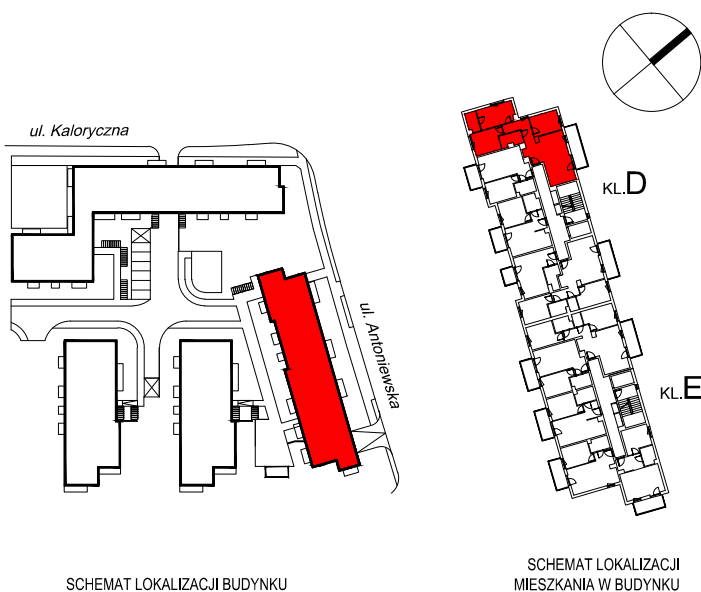 ul. Kaloryczna
ul. Antoniewska
KL.D
KL.E
SCHEMAT LOKALIZACJI BUDYNKU
SCHEMAT LOKALIZACJI
MIESZKANIA W BUDYNKU